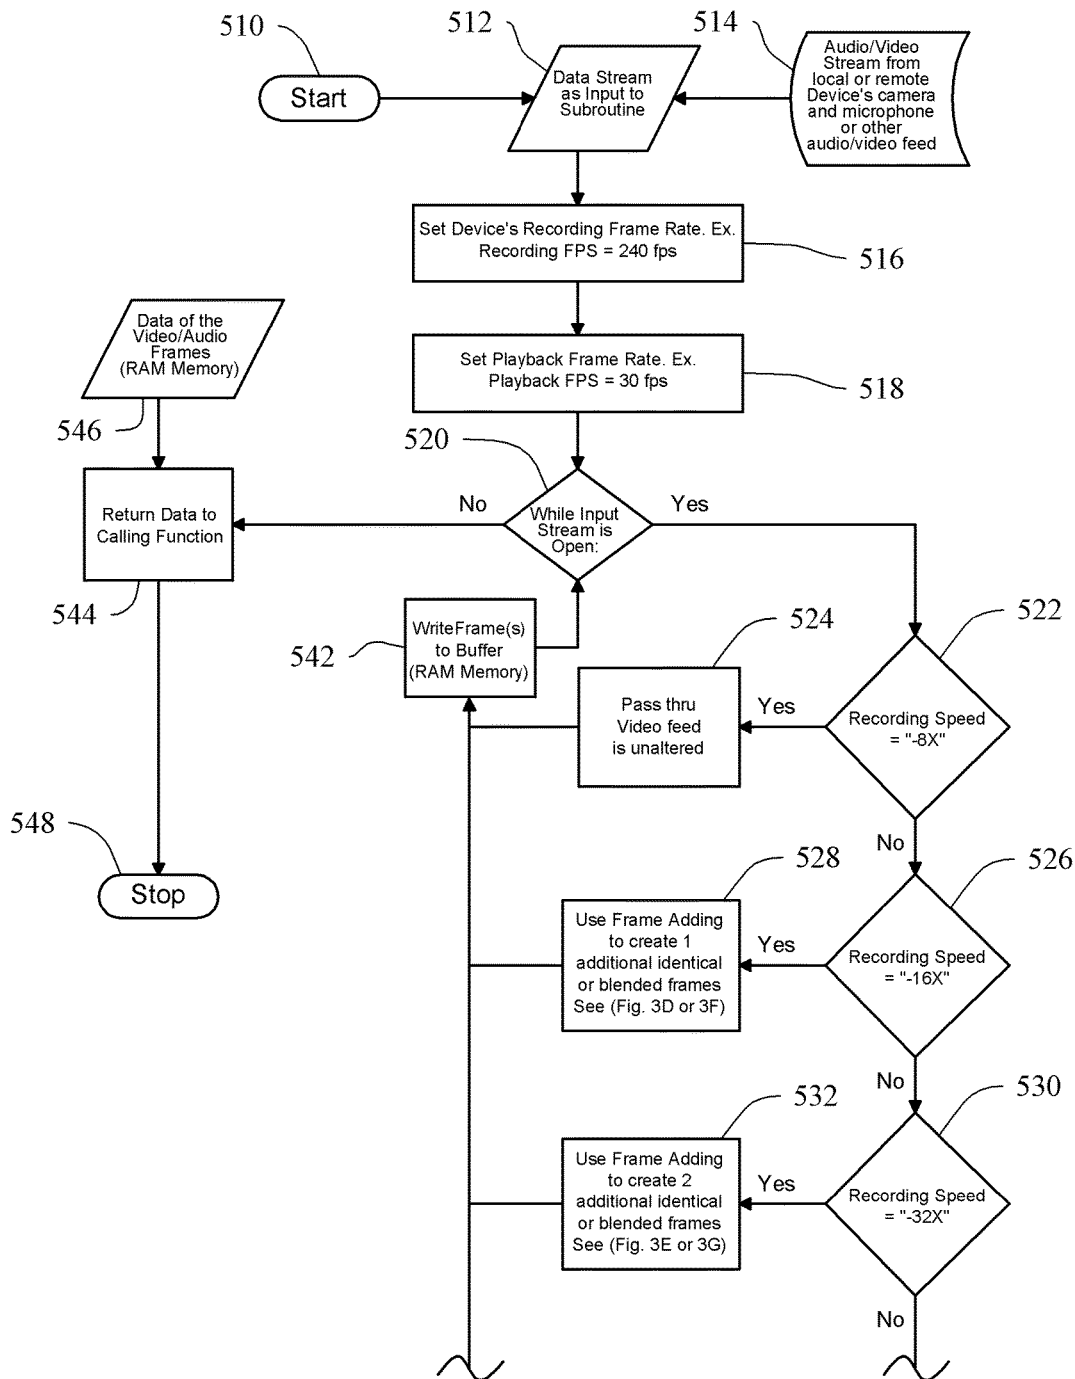 510
512
514
Start
Data Stream
as Input to
Subroutine
Audio/Video
Stream from
local or remote
Device's camera
and microphone
or other
audio/video feed
Set Device's Recording Frame Rate. Ex.
Recording FPS = 240 fps
516
Data of the
Video/Audio
Frames
(RAM Memory)
546
Set Playback Frame Rate. Ex.
Playback FPS = 30 fps
518
520
No
Yes
While Input
Stream is
Open:
Return Data to
Calling Function
544
542
WriteFrame(s)
to Buffer
(RAM Memory)
524
522
Pass thru
Video feed
is unaltered
Yes
Recording Speed
= "-8X"
No
548
Stop
528
526
Use Frame Adding
to create 1
additional identical
or blended frames
See (Fig. 3D or 3F)
Yes
Recording Speed
= "-16X"
No
532
530
Use Frame Adding
to create 2
additional identical
or blended frames
See (Fig. 3E or 3G)
Yes
Recording Speed
= "-32X"
No